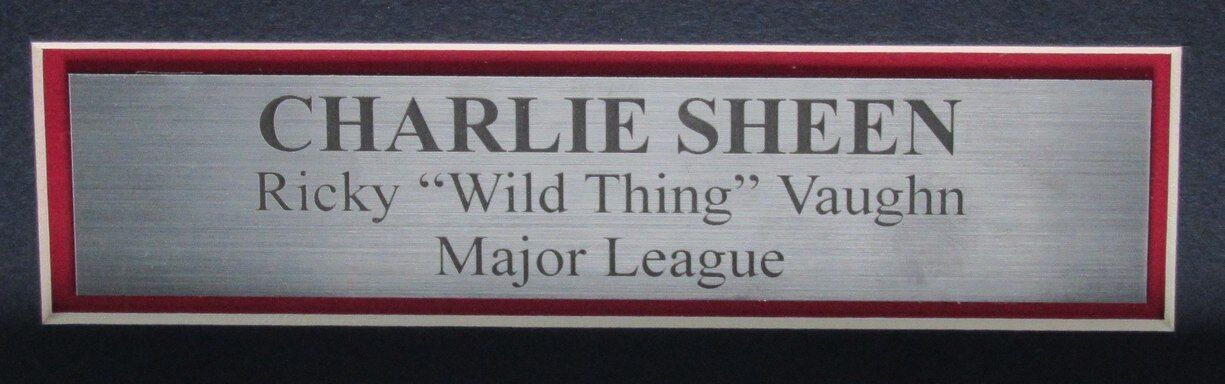 CHARLIE SHEEN
Ricky “Wild Thing” Vaughn
Major League